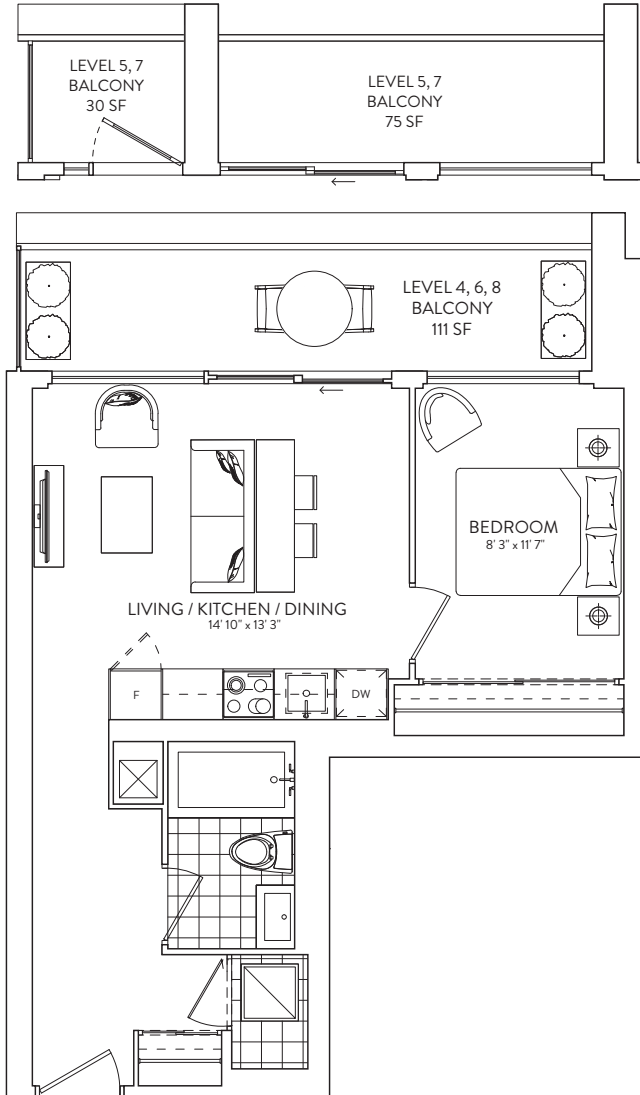 LEVEL 5, 7
BALCONY
30 SF
LEVEL 5, 7
BALCONY
75 SF
LEVEL 4, 6, 8
BALCONY
111 SF
BEDROOM
8' 3" x 11' 7"
LIVING / KITCHEN / DINING
14' 10" x 13' 3"
F
DW